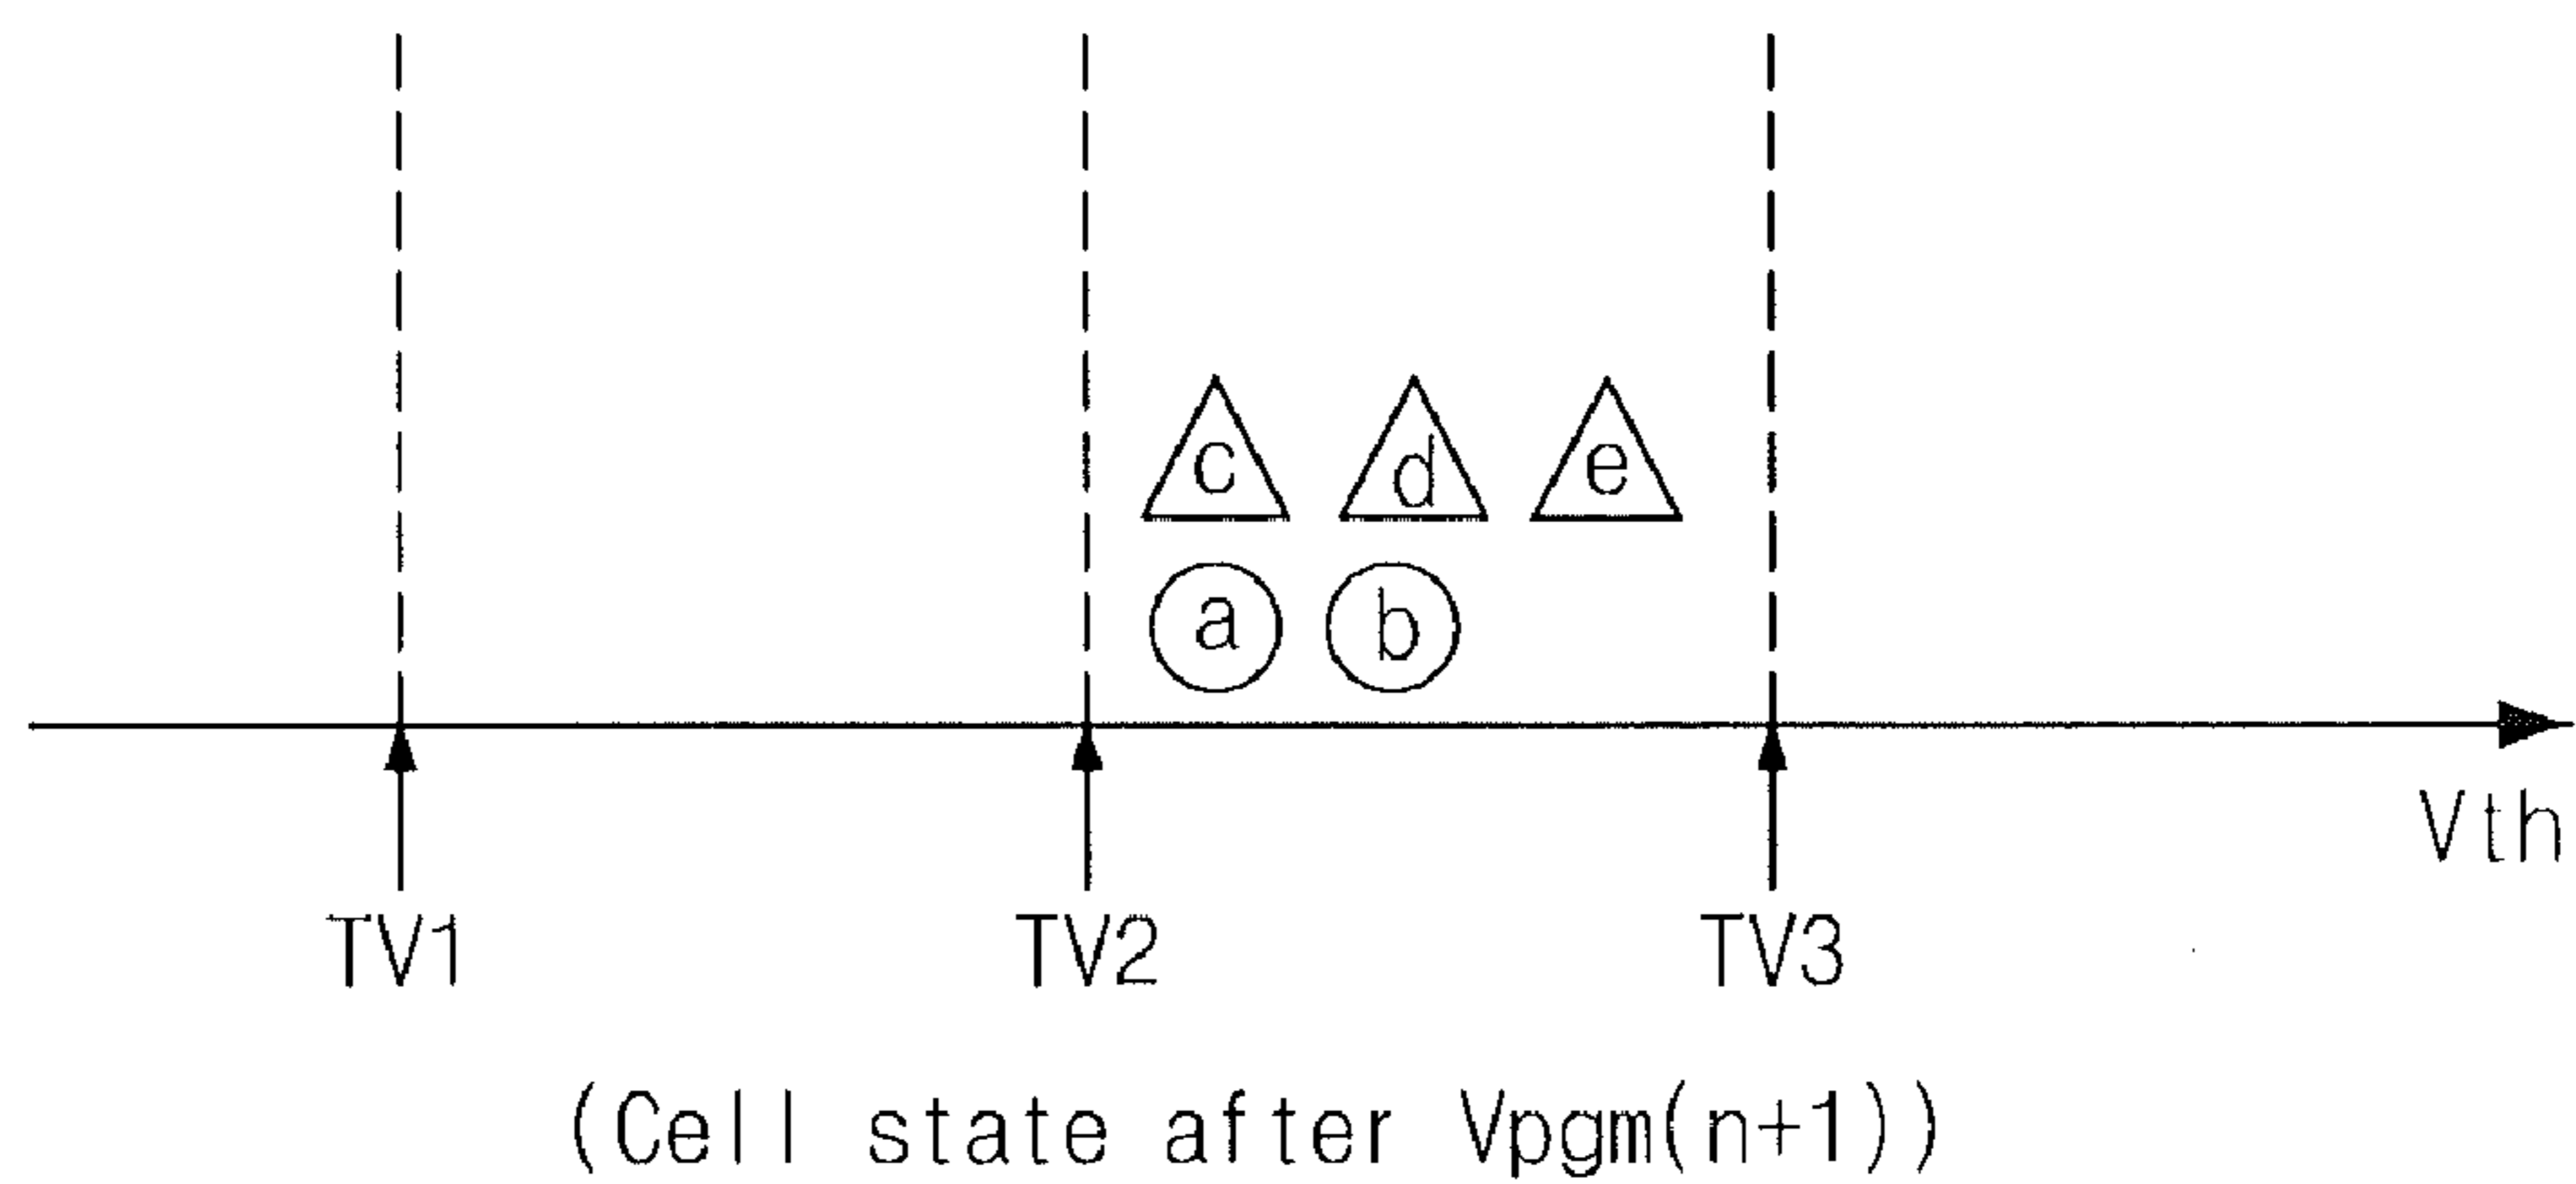 c d e
a b
Vth
TV1 TV2 TV3
(Cell state after Vpgm(n+1))